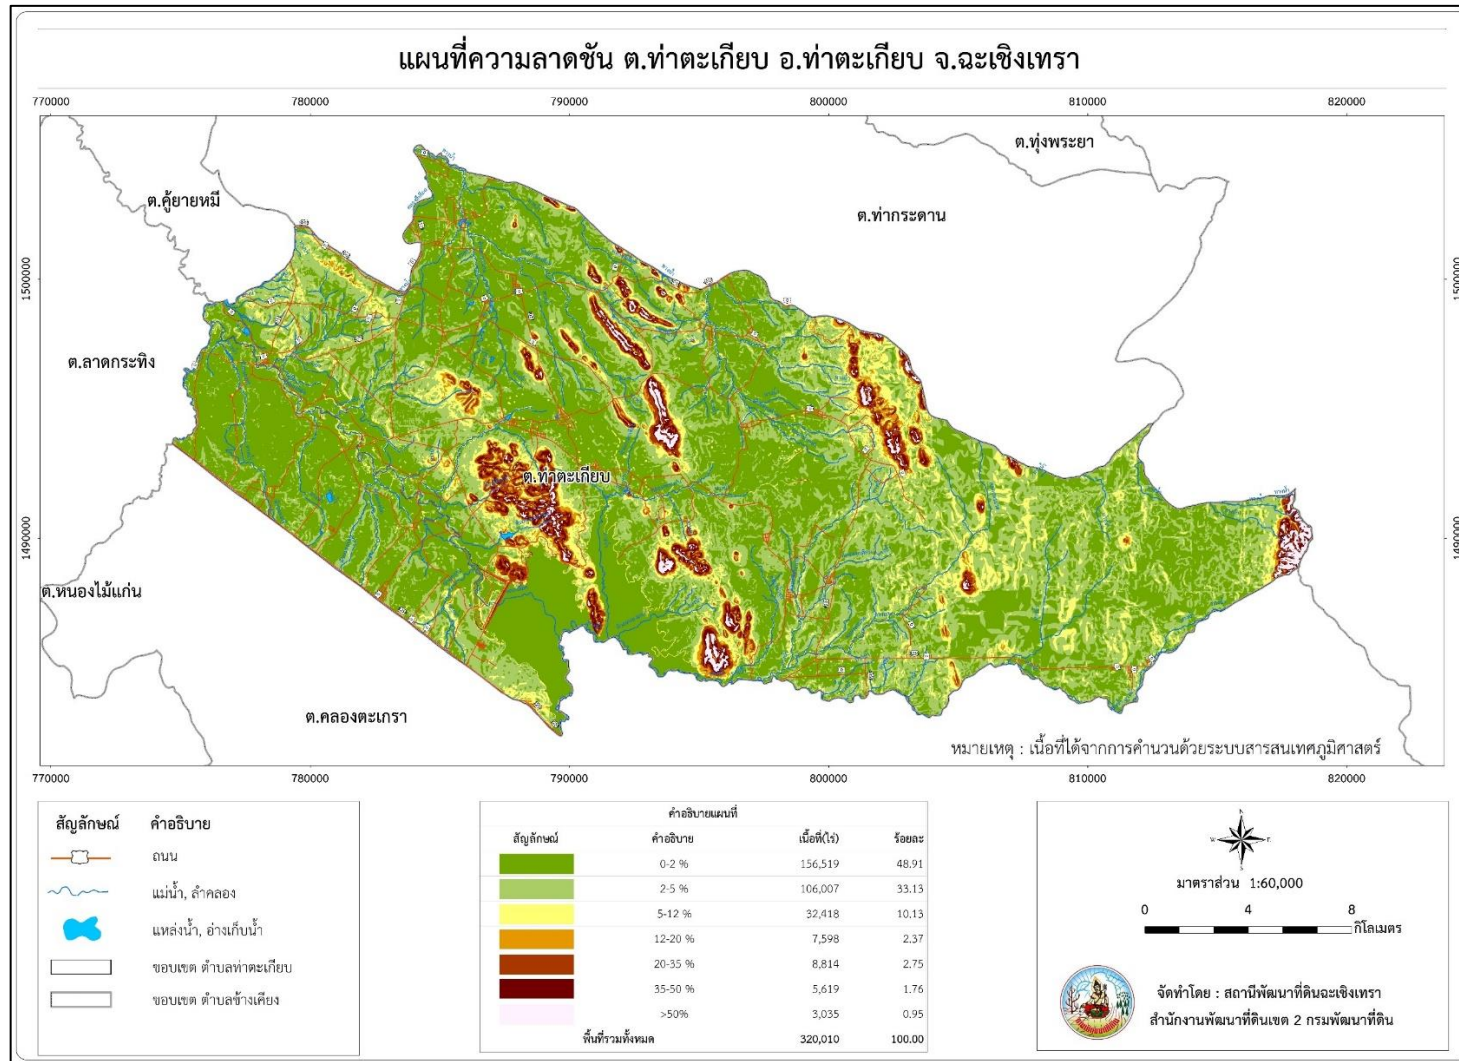 แผนที่ความลาดชัน ต.ท่าตะเกียบ อ.ท่าตะเกียบ จ.ฉะเชิงเทรา
770000 780000 790000 800000 810000 820000
ต.ทุ่งพระยา
ต.คู้ยายหมี
ต.ท่ากระดาน
1500000 1500000
ต.ลาดกระทิง
ต.ท่าตะเกียบ
1490000 1490000
ต.หนองไม้แก่น
ต.คลองตะเกรา
หมายเหตุ : เนื้อที่ได้จากการคำนวนด้วยระบบสารสนเทศภูมิศาสตร์
770000 780000 790000 800000 810000 820000
สัญลักษณ์ คำอธิบาย
ถนน
แม่น้ำ, ลำคลอง
แหล่งน้ำ, อ่างเก็บน้ำ
ขอบเขต ตำบลท่าตะเกียบ
ขอบเขต ตำบลข้างเคียง
คำอธิบายแผนที่
สัญลักษณ์ คำอธิบาย เนื้อที่(ไร่) ร้อยละ
0-2 % 156,519 48.91
2-5 % 106,007 33.13
5-12 % 32,418 10.13
12-20 % 7,598 2.37
20-35 % 8,814 2.75
35-50 % 5,619 1.76
>50% 3,035 0.95
พื้นที่รวมทั้งหมด 320,010 100.00
N
W E
S
มาตราส่วน 1:60,000
0 4 8
กิโลเมตร
จัดทำโดย : สถานีพัฒนาที่ดินฉะเชิงเทรา
สำนักงานพัฒนาที่ดินเขต 2 กรมพัฒนาที่ดิน